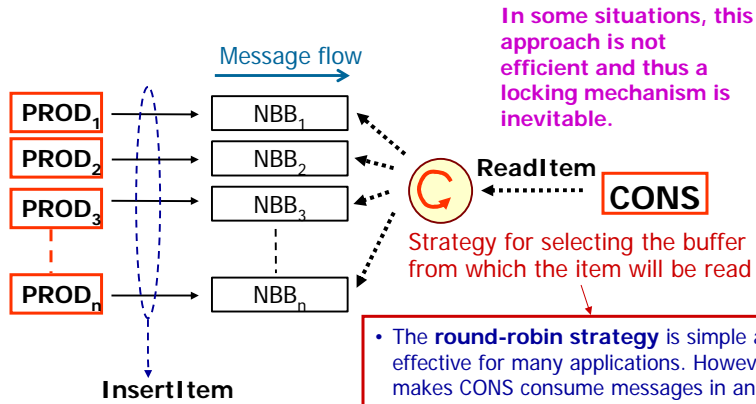 In some situations, this
approach is not
efficient and thus a
locking mechanism is
inevitable.
Message flow
PROD1
NBB1
PROD2
NBB2
ReadItem
CONS
PROD3
NBB3
Strategy for selecting the buffer
from which the item will be read
PRODn
NBBn
• The round-robin strategy is simple a
effective for many applications. Howev
makes CONS consume messages in an
InsertItem